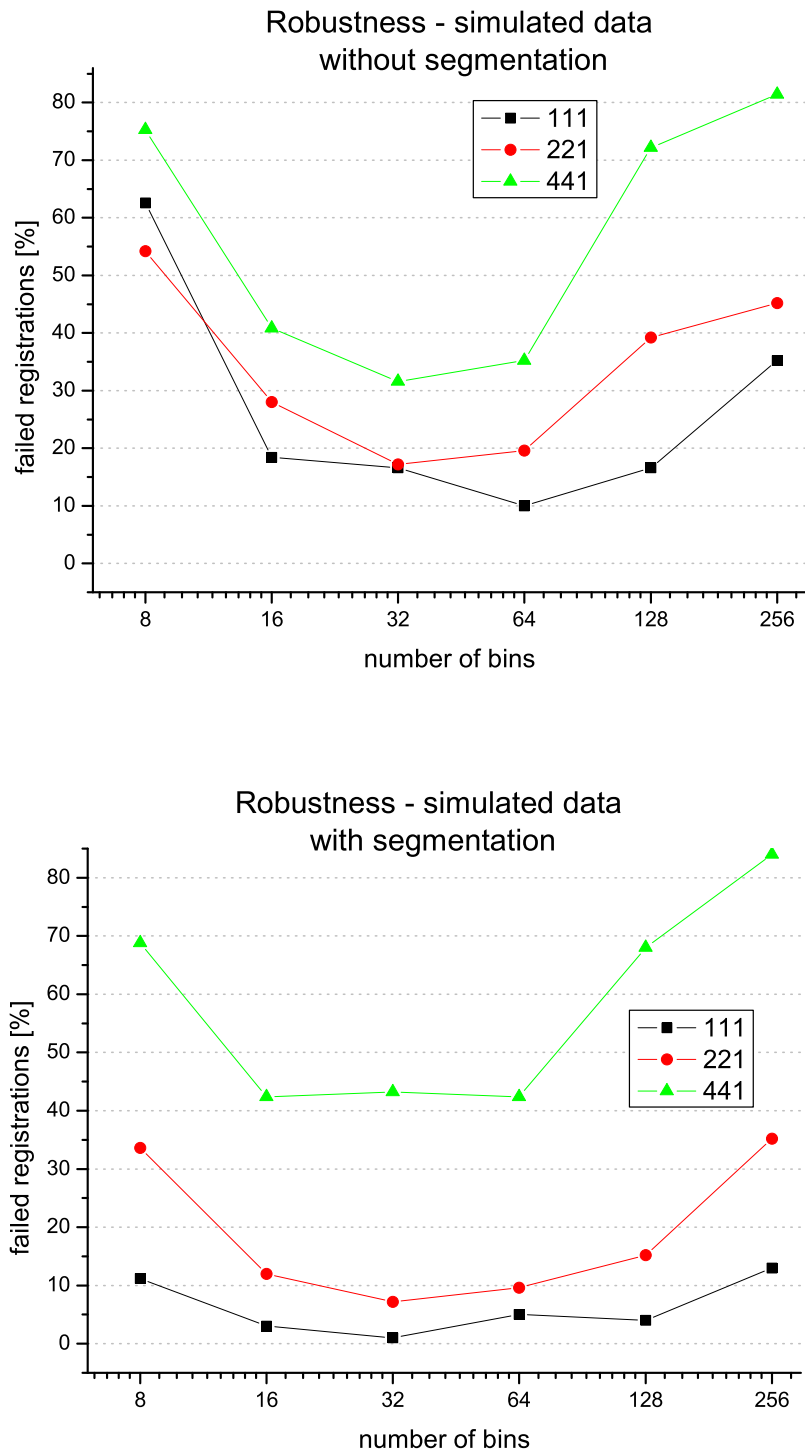 Robustness - simulated data
without segmentation
111
221
441
80
70
60
50
40
30
20
10
0
failed registrations [%]
8 16 32 64 128 256
number of bins
Robustness - simulated data
with segmentation
111
221
441
80
70
60
50
40
30
20
10
0
failed registrations [%]
8 16 32 64 128 256
number of bins